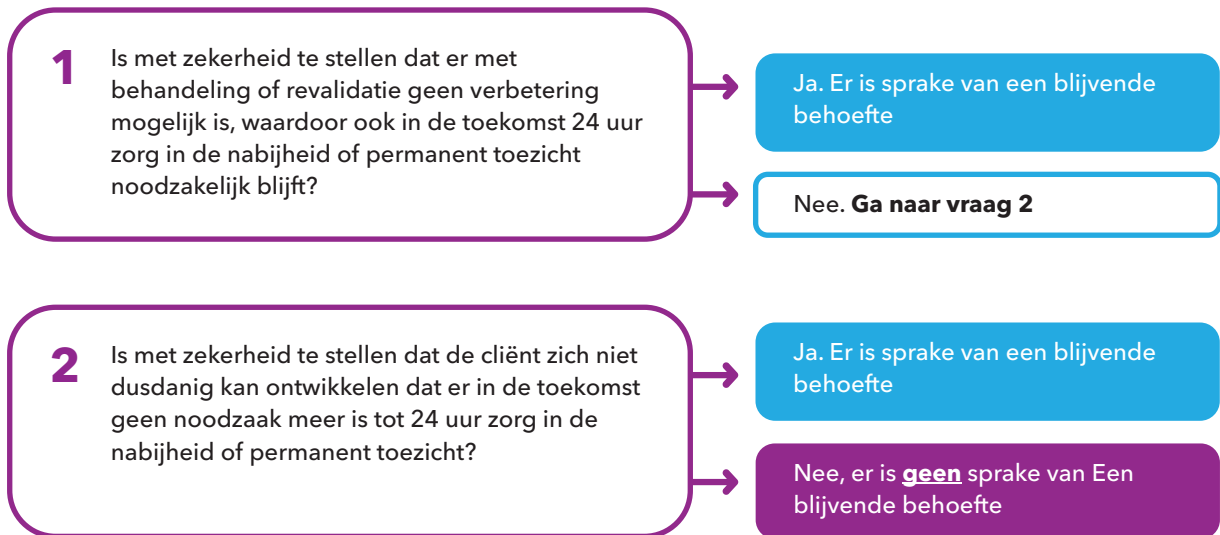 1
Is met zekerheid te stellen dat er met
behandeling of revalidatie geen verbetering
mogelijk is, waardoor ook in de toekomst 24 uur
zorg in de nabijheid of permanent toezicht
noodzakelijk blijft?
Ja. Er is sprake van een blijvende
behoefte
Nee. Ga naar vraag 2
2
Is met zekerheid te stellen dat de cliënt zich niet
dusdanig kan ontwikkelen dat er in de toekomst
geen noodzaak meer is tot 24 uur zorg in de
nabijheid of permanent toezicht?
Ja. Er is sprake van een blijvende
behoefte
Nee, er is geen sprake van Een
blijvende behoefte